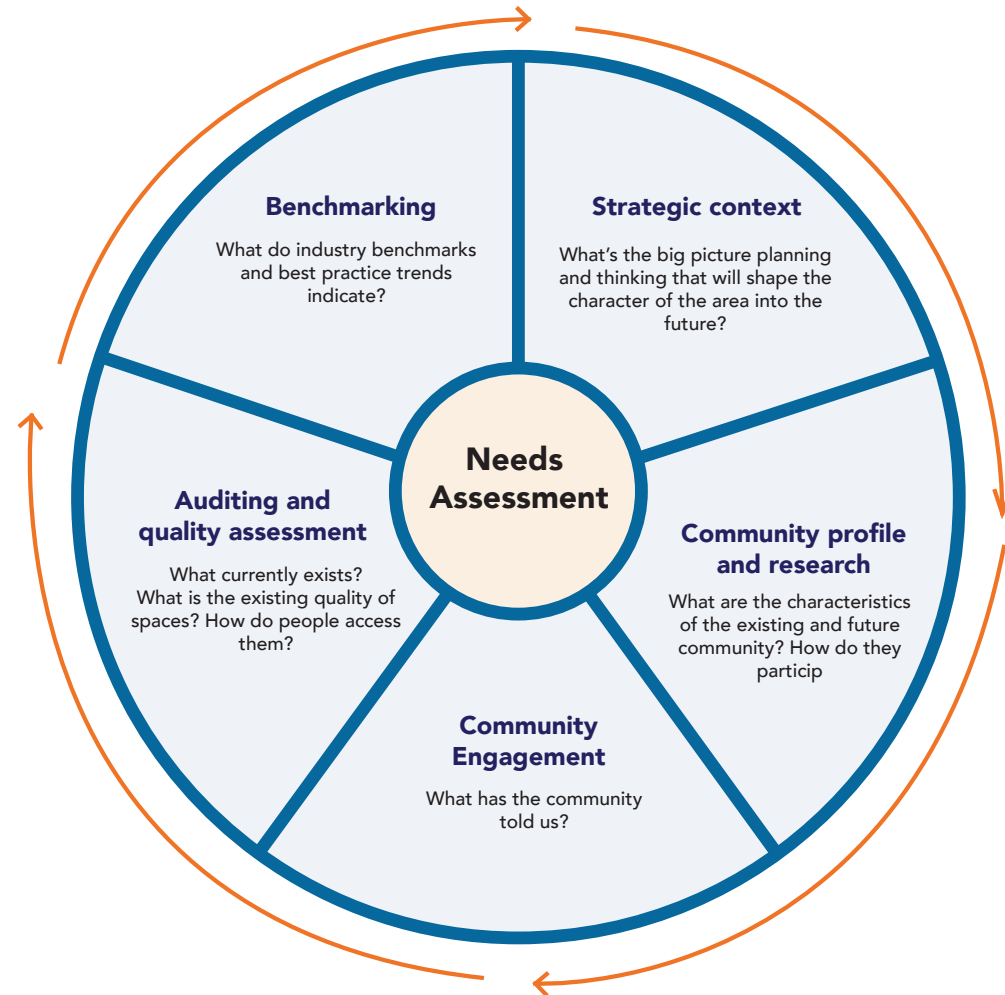 Needs
Assessment
Strategic context
What's the big picture planning
and thinking that will shape the
character of the area into the
future?
Community profile
and research
What are the characteristics
of the existing and future
community? How do they
particip
Community
Engagement
What has the community
told us?
Auditing and
quality assessment
What currently exists?
What is the existing quality of
spaces? How do people access
them?
Benchmarking
What do industry benchmarks
and best practice trends
indicate?